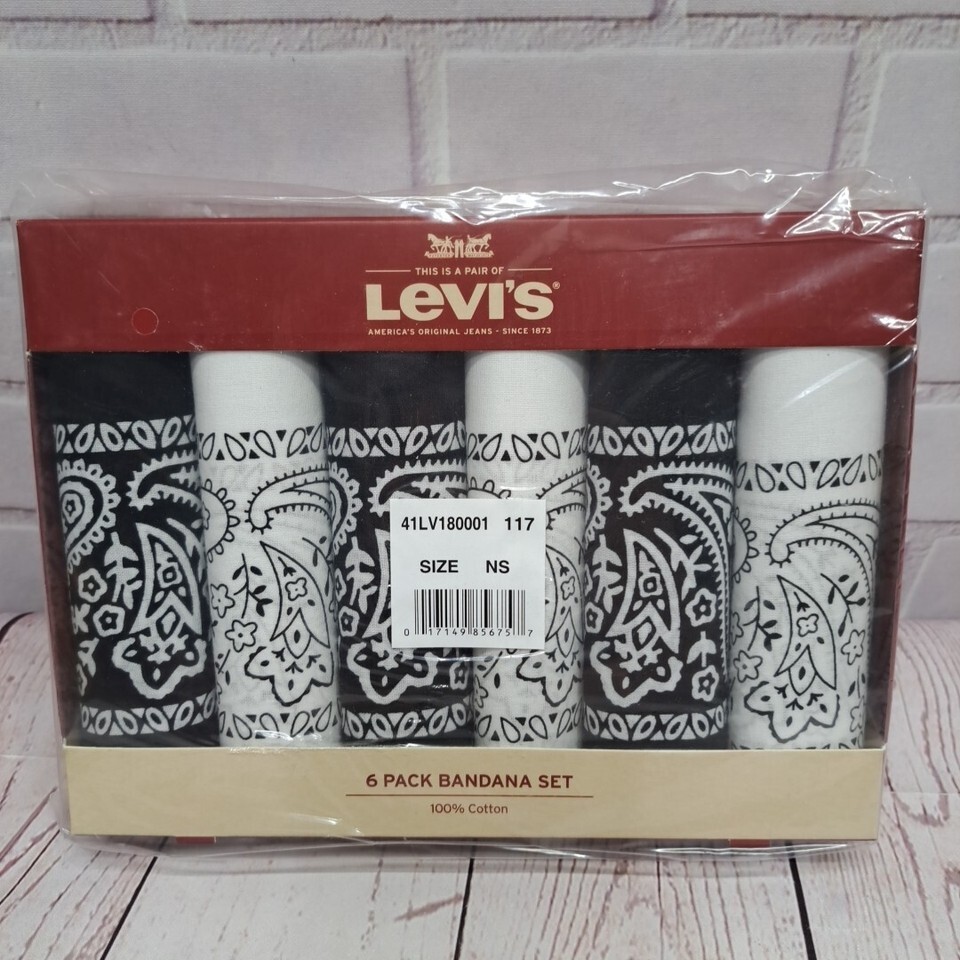 THIS IS A PAIR OF
LEVI'S®
AMERICA'S ORIGINAL JEANS - SINCE 1873
41LV180001 117
SIZE NS
0 17149 85675 7
6 PACK BANDANA SET
100% Cotton